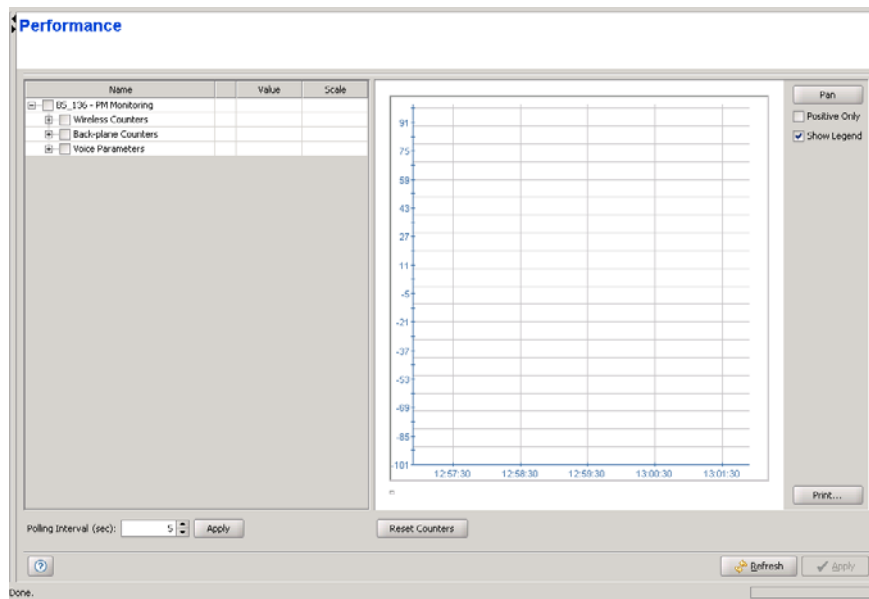 Performance
Name Value Scale
BS_136 - PM Monitoring
Wireless Counters
Back-plane Counters
Voice Parameters
91
75
59
43
27
11
-5
-21
-37
-53
-69
-85
-101
12:57:30 12:58:30 12:59:30 13:00:30 13:01:30
Pan
Positive Only
Show Legend
Print...
Polling Interval (sec): 5 Apply
Reset Counters
? Refresh Apply
Done.